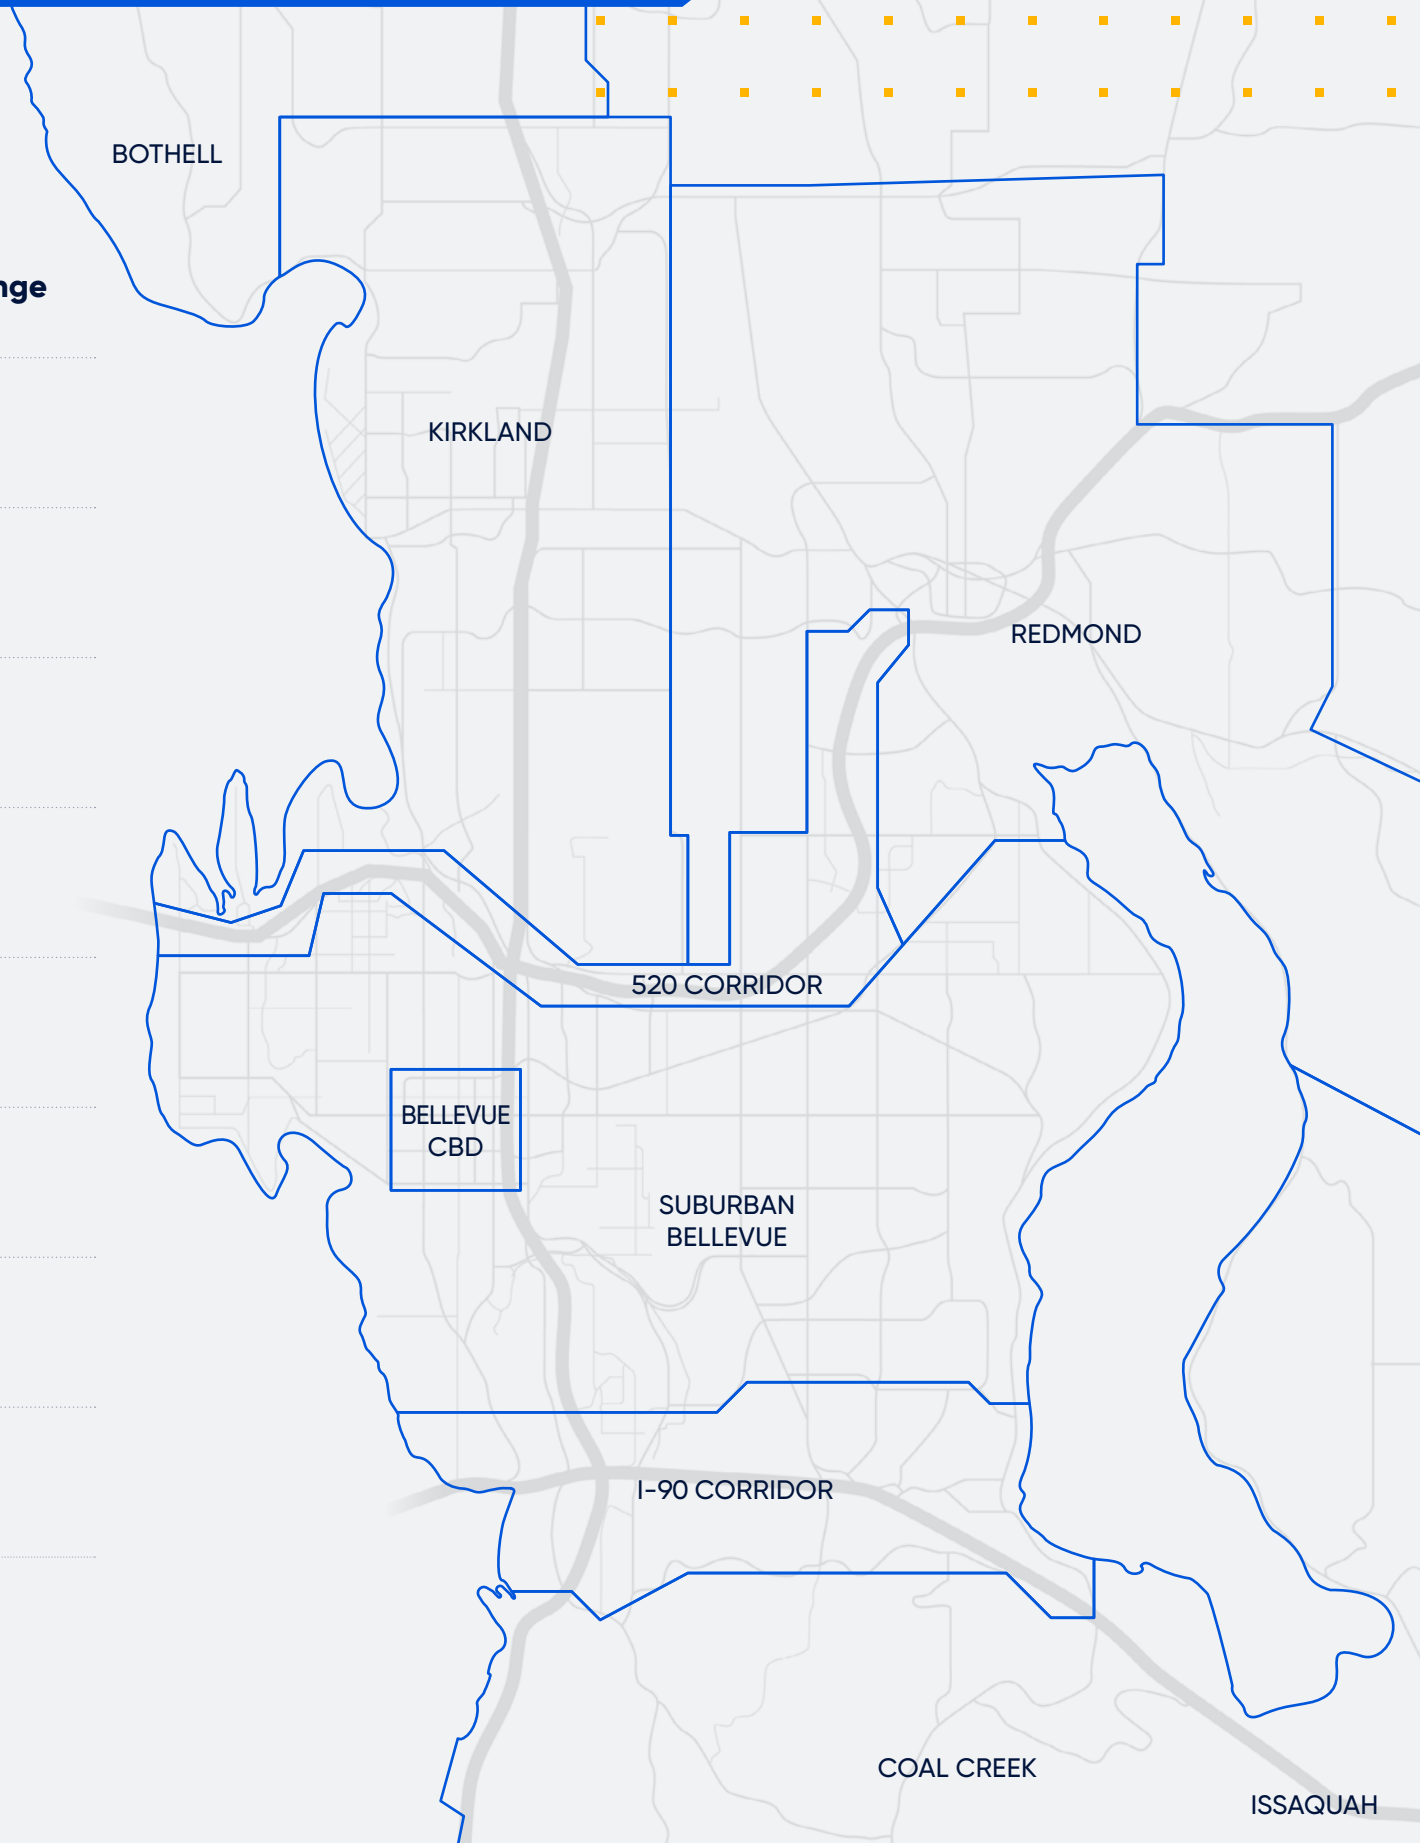 BOTHELL
nge
KIRKLAND
REDMOND
520 CORRIDOR
BELLEVUE
CBD
SUBURBAN
BELLEVUE
I-90 CORRIDOR
COAL CREEK
ISSAQUAH